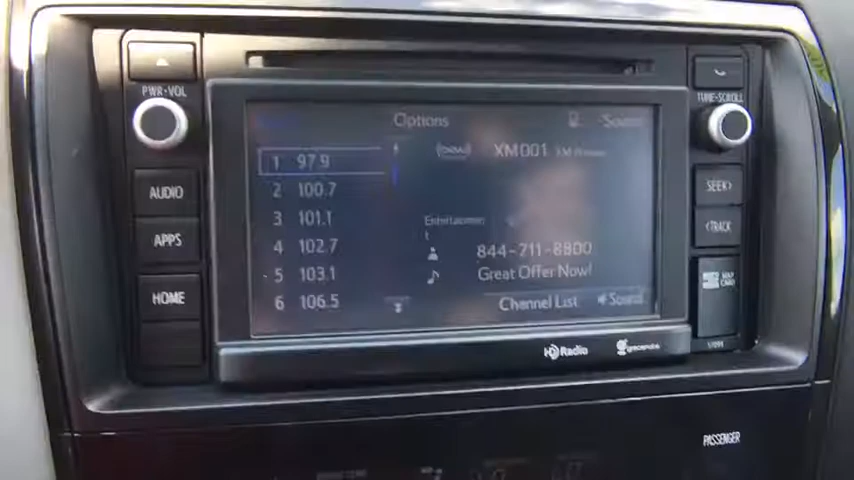 PWR•VOL
AUDIO
APPS
HOME
Options
Sound
1 97.9
2 100.7
3 101.1
4 102.7
5 103.1
6 106.5
XM001
Entertainment
844-711-8800
Great Offer Now!
Channel List
Sound
TUNE•SCROLL
SEEK>
<TRACK
MAP
CARD
HD Radio
gracenote
PASSENGER